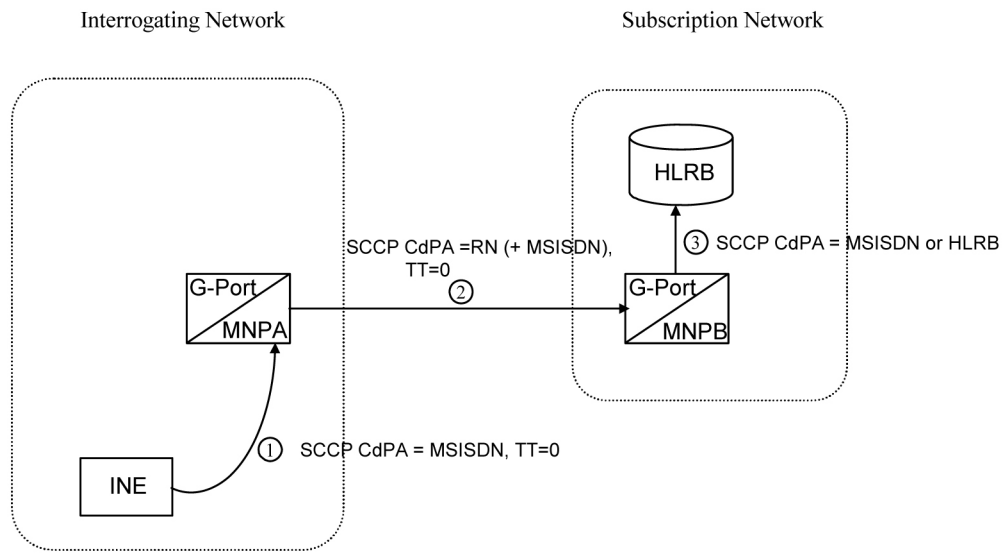 Interrogating Network
Subscription Network
HLRB
SCCP CdPA =RN (+ MSISDN),
TT=0
2
3 SCCP CdPA = MSISDN or HLRB
G-Port
MNPA
G-Port
MNPB
1 SCCP CdPA = MSISDN, TT=0
INE